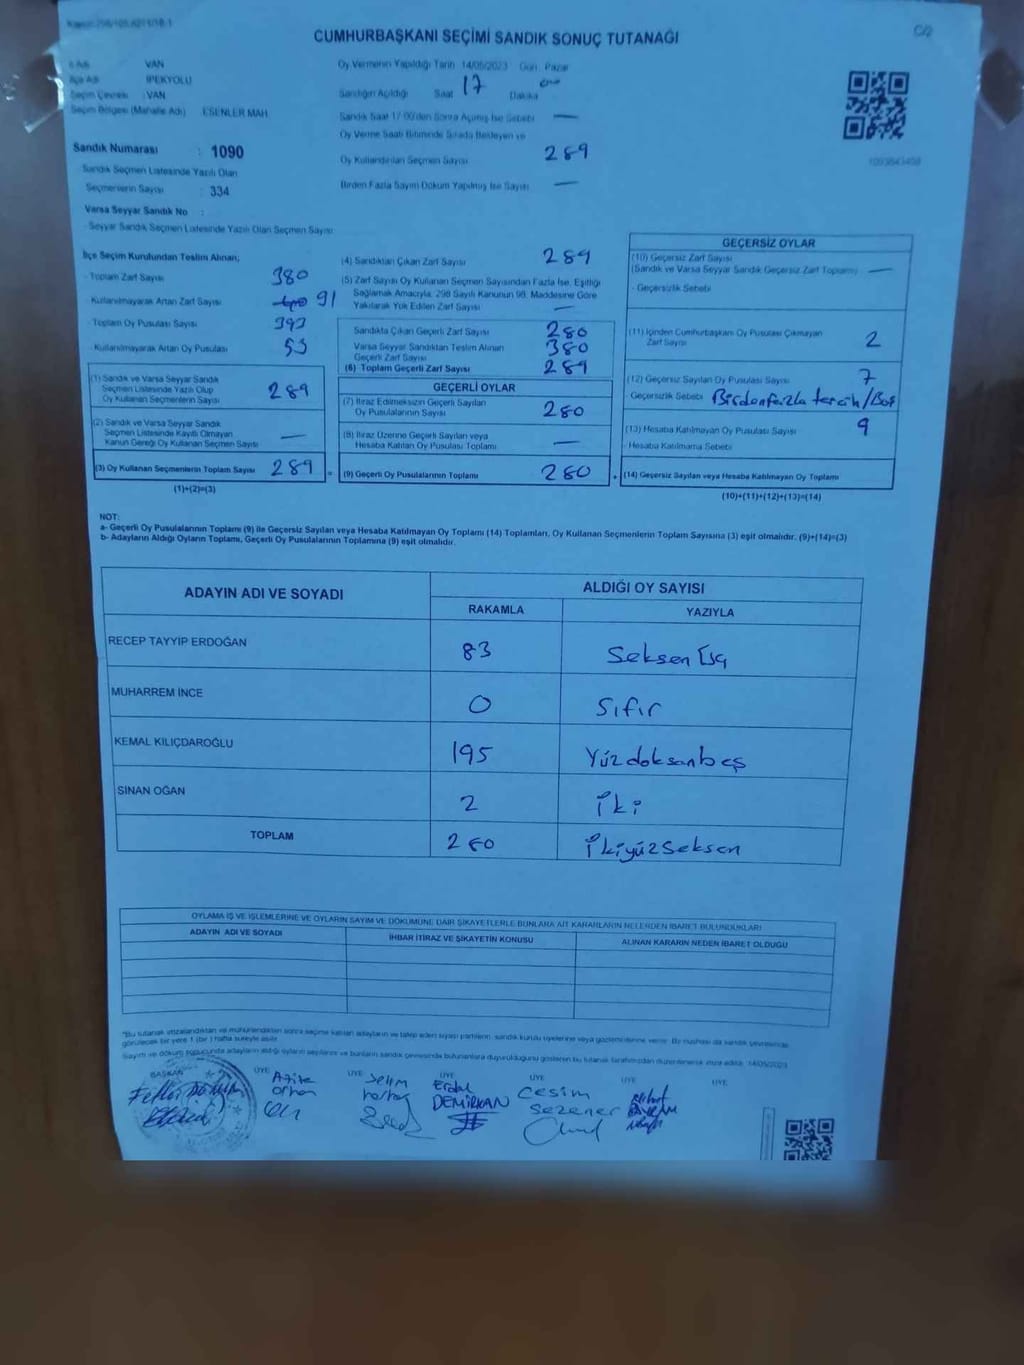 C/2
CUMHURBAŞKANI SEÇİMİ SANDIK SONUÇ TUTANAĞI
İl Adı VAN
İlçe Adı İPEKYOLU
Seçim Çevresi : VAN
Seçim Bölgesi (Mahalle Adı) ESENLER MAH
Sandık Numarası : 1090
Sandık Seçmen Listesinde Yazılı Olan
Seçmenlerin Sayısı : 334
Varsa Seyyar Sandık No :
Seyyar Sandık Seçmen Listesinde Yazılı Olan Seçmen Sayısı
Oy Vermenin Yapıldığı Tarih 14/05/2023 Gün Pazar
Sandığın Açıldığı Saat 17 Dakika
Sandık Saat 17:00'den Sonra Açılmış İse Sebebi —
Oy Verme Saati Bitiminde Sırada Bekleyen ve
Oy Kullandırılan Seçmen Sayısı 289
Birden Fazla Sayım Döküm Yapılmış İse Sayısı —
İlçe Seçim Kurulundan Teslim Alınan;
- Toplam Zarf Sayısı 380
- Kullanılmayarak Artan Zarf Sayısı 91
- Toplam Oy Pusulası Sayısı 393
- Kullanılmayarak Artan Oy Pusulası 53
(1) Sandık ve Varsa Seyyar Sandık
Seçmen Listesinde Yazılı Olup
Oy Kullanan Seçmenlerin Sayısı 289
(2) Sandık ve Varsa Seyyar Sandık
Seçmen Listesinde Kayıtlı Olmayan
Kanun Gereği Oy Kullanan Seçmen Sayısı —
(3) Oy Kullanan Seçmenlerin Toplam Sayısı 289
(1)+(2)=(3)
(4) Sandıktan Çıkan Zarf Sayısı 289
(5) Zarf Sayısı Oy Kullanan Seçmen Sayısından Fazla İse, Eşitliği
Sağlamak Amacıyla, 298 Sayılı Kanunun 98. Maddesine Göre
Yakılarak Yok Edilen Zarf Sayısı —
Sandıkta Çıkan Geçerli Zarf Sayısı 280
Varsa Seyyar Sandıktan Teslim Alınan
Geçerli Zarf Sayısı 380
(6) Toplam Geçerli Zarf Sayısı 289
GEÇERLİ OYLAR
(7) İtiraz Edilmeksizin Geçerli Sayılan
Oy Pusulalarının Sayısı 280
(8) İtiraz Üzerine Geçerli Sayılan veya
Hesaba Katılan Oy Pusulası Toplamı —
(9) Geçerli Oy Pusulalarının Toplamı 280
GEÇERSİZ OYLAR
(10) Geçersiz Zarf Sayısı
(Sandık ve Varsa Seyyar Sandık Geçersiz Zarf Toplamı) —
- Geçersizlik Sebebi
(11) İçinden Cumhurbaşkanı Oy Pusulası Çıkmayan
Zarf Sayısı 2
(12) Geçersiz Sayılan Oy Pusulası Sayısı 7
Geçersizlik Sebebi Birdenfazla tercih/Boş
(13) Hesaba Katılmayan Oy Pusulası Sayısı 9
- Hesaba Katılmama Sebebi
(14) Geçersiz Sayılan veya Hesaba Katılmayan Oy Toplamı
(10)+(11)+(12)+(13)=(14)
NOT:
a- Geçerli Oy Pusulalarının Toplamı (9) ile Geçersiz Sayılan veya Hesaba Katılmayan Oy Toplamı (14) Toplamları, Oy Kullanan Seçmenlerin Toplam Sayısına (3) eşit olmalıdır. (9)+(14)=(3)
b- Adayların Aldığı Oyların Toplamı, Geçerli Oy Pusulalarının Toplamına (9) eşit olmalıdır.
ADAYIN ADI VE SOYADI
ALDIĞI OY SAYISI
RAKAMLA YAZIYLA
RECEP TAYYİP ERDOĞAN 83 Seksen Üç
MUHARREM İNCE 0 Sıfır
KEMAL KILIÇDAROĞLU 195 Yüzdoksanbeş
SİNAN OĞAN 2 İki
TOPLAM 280 İkiyüzseksen
OYLAMA İŞ VE İŞLEMLERİNE VE OYLARIN SAYIM VE DÖKÜMÜNE DAİR ŞİKAYETLERLE BUNLARA AİT KARARLARIN NELERDEN İBARET BULUNDUKLARI
ADAYIN ADI VE SOYADI
İHBAR İTİRAZ VE ŞİKAYETİN KONUSU
ALINAN KARARIN NEDEN İBARET OLDUĞU
BAŞKAN ÜYE ÜYE ÜYE ÜYE ÜYE ÜYE
Orhan
Selim
Erdal
DEMİRKAN
Cesim
Sezener